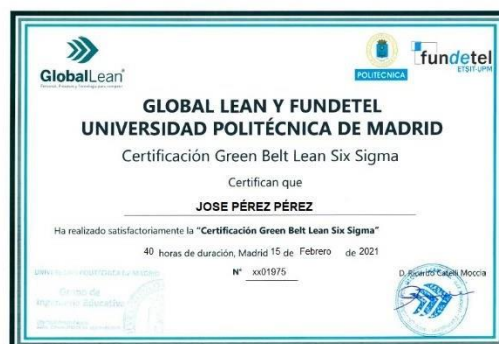 GlobalLean
POLITÉCNICA
fundetel
ETSIT-UPM
GLOBAL LEAN Y FUNDETEL
UNIVERSIDAD POLITÉCNICA DE MADRID
Certificación Green Belt Lean Six Sigma
Certifican que
JOSE PÉREZ PÉREZ
Ha realizado satisfactoriamente la "Certificación Green Belt Lean Six Sigma"
40 horas de duración, Madrid 15 de Febrero de 2021
Nº xx01975
D. Ricardo Catelli Moccia